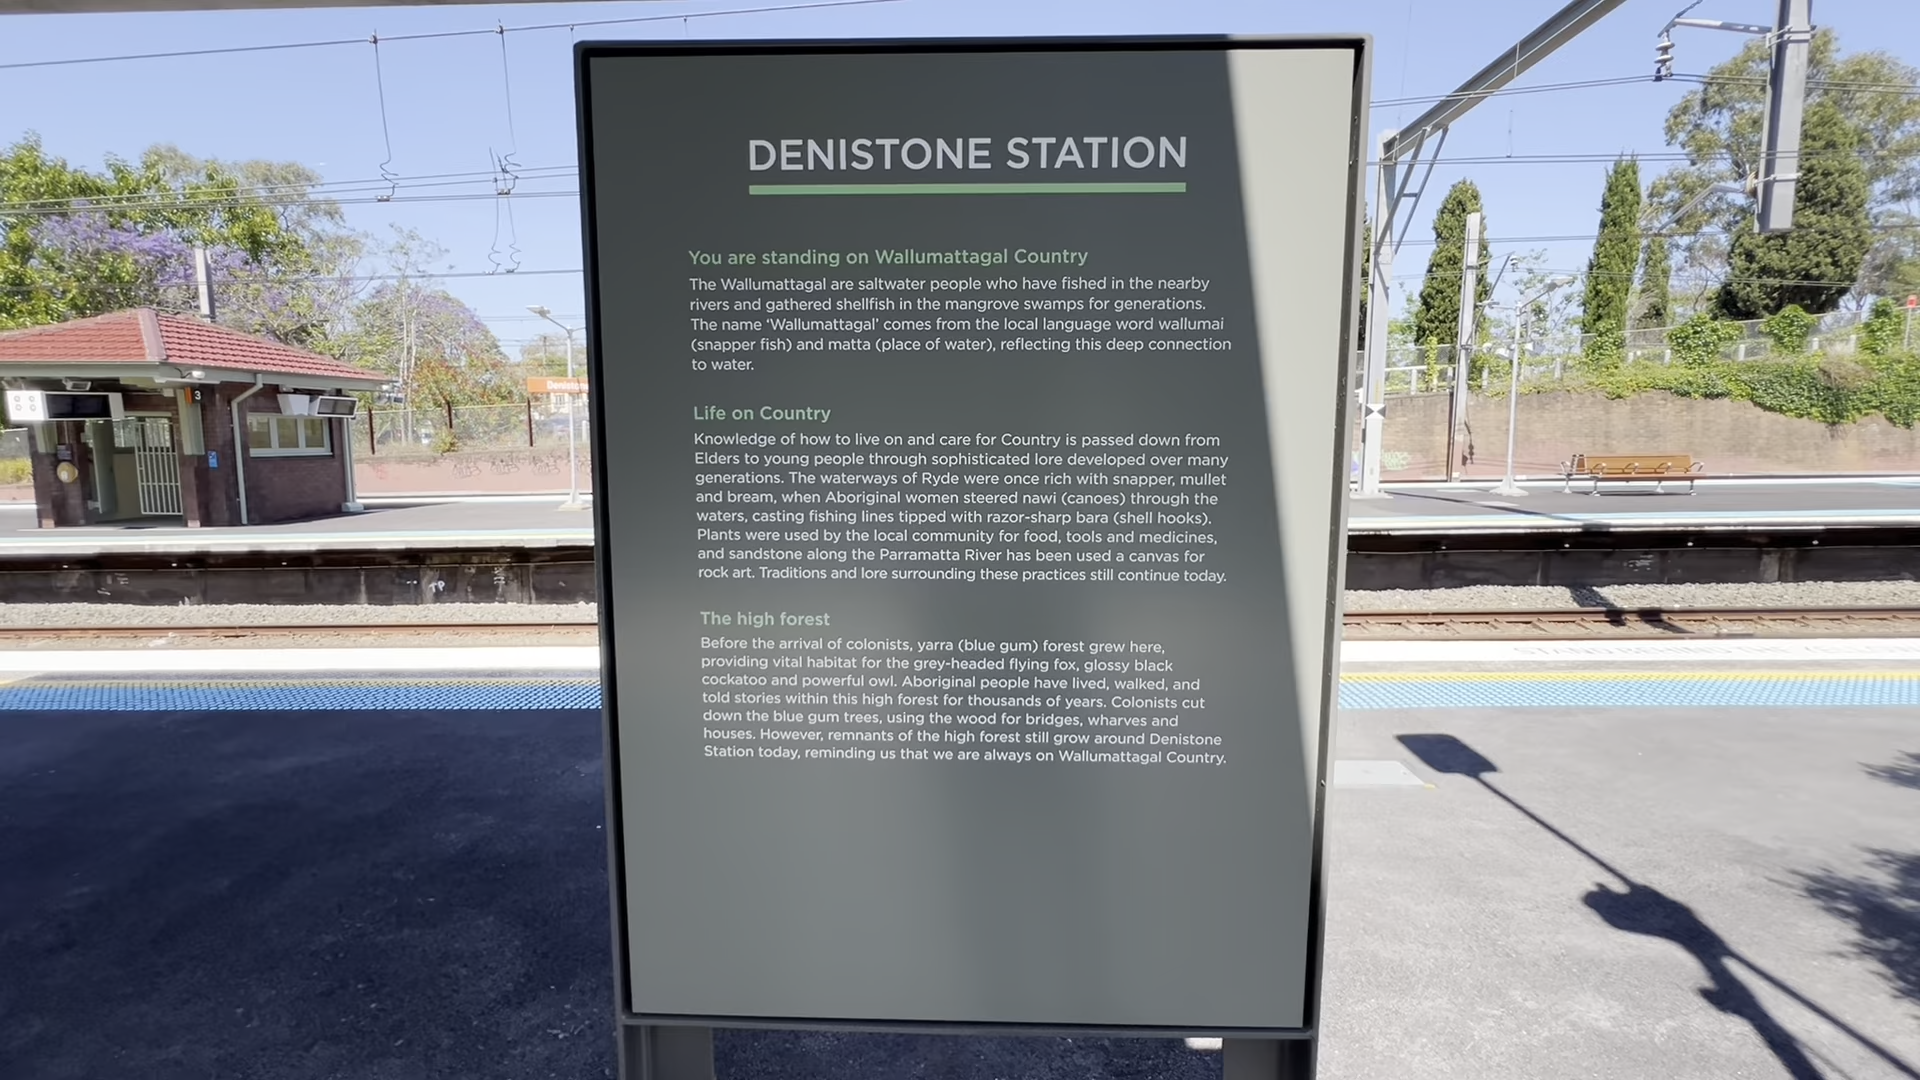 DENISTONE STATION
You are standing on Wallumattagal Country
The Wallumattagal are saltwater people who have fished in the nearby
rivers and gathered shellfish in the mangrove swamps for generations.
The name ‘Wallumattagal’ comes from the local language word wallumai
(snapper fish) and matta (place of water), reflecting this deep connection
to water.
Life on Country
Knowledge of how to live on and care for Country is passed down from
Elders to young people through sophisticated lore developed over many
generations. The waterways of Ryde were once rich with snapper, mullet
and bream, when Aboriginal women steered nawi (canoes) through the
waters, casting fishing lines tipped with razor-sharp bara (shell hooks).
Plants were used by the local community for food, tools and medicines,
and sandstone along the Parramatta River has been used a canvas for
rock art. Traditions and lore surrounding these practices still continue today.
The high forest
Before the arrival of colonists, yarra (blue gum) forest grew here,
providing vital habitat for the grey-headed flying fox, glossy black
cockatoo and powerful owl. Aboriginal people have lived, walked, and
told stories within this high forest for thousands of years. Colonists cut
down the blue gum trees, using the wood for bridges, wharves and
houses. However, remnants of the high forest still grow around Denistone
Station today, reminding us that we are always on Wallumattagal Country.
3
Denistone